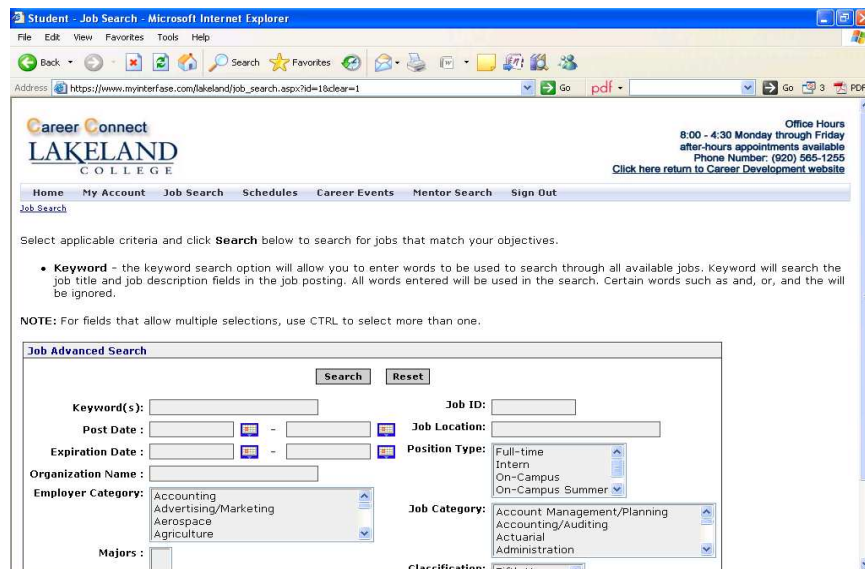 Student - Job Search - Microsoft Internet Explorer
File Edit View Favorites Tools Help
Back Search Favorites
Address https://www.myinterfase.com/lakeland/job_search.aspx?id=1&clear=1 Go pdf Go 3 PDF
Career Connect
LAKELAND
COLLEGE
Office Hours
8:00 - 4:30 Monday through Friday
after-hours appointments available
Phone Number: (920) 565-1255
Click here return to Career Development website
Home My Account Job Search Schedules Career Events Mentor Search Sign Out
Job Search
Select applicable criteria and click Search below to search for jobs that match your objectives.
• Keyword - the keyword search option will allow you to enter words to be used to search through all available jobs. Keyword will search the
job title and job description fields in the job posting. All words entered will be used in the search. Certain words such as and, or, and the will
be ignored.
NOTE: For fields that allow multiple selections, use CTRL to select more than one.
Job Advanced Search
Search Reset
Keyword(s): Job ID:
Post Date : - Job Location:
Expiration Date : - Position Type: Full-time
Intern
On-Campus
On-Campus Summer
Organization Name :
Employer Category: Accounting
Advertising/Marketing
Aerospace
Agriculture
Job Category: Account Management/Planning
Accounting/Auditing
Actuarial
Administration
Majors :
Classification: